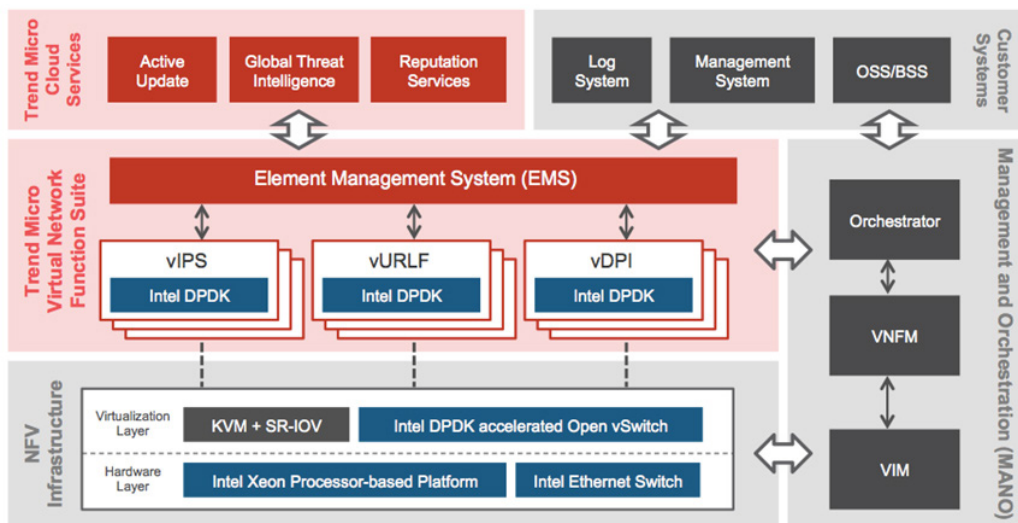 Trend Micro
Cloud
Services
Active
Update
Global Threat
Intelligence
Reputation
Services
Log
System
Management
System
OSS/BSS
Customer
Systems
Trend Micro
Virtual Network
Function Suite
Element Management System (EMS)
vIPS
Intel DPDK
vURLF
Intel DPDK
vDPI
Intel DPDK
Orchestrator
VNFM
VIM
Management and Orchestration (MANO)
NFV
Infrastructure
Virtualization
Layer
KVM + SR-IOV
Intel DPDK accelerated Open vSwitch
Hardware
Layer
Intel Xeon Processor-based Platform
Intel Ethernet Switch